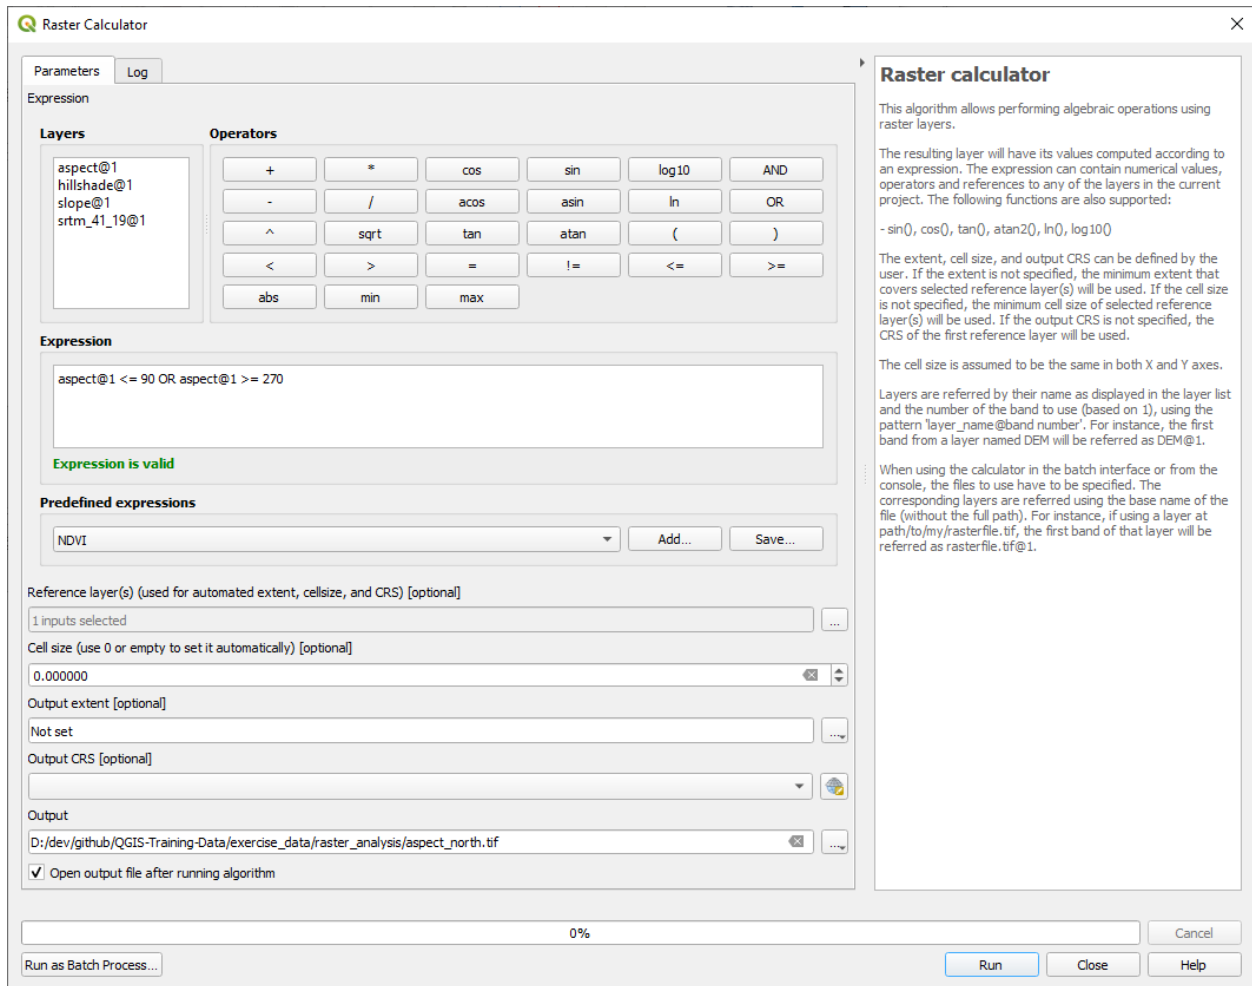 Raster Calculator
Parameters
Log
Expression
Layers
Operators
aspect@1
hillshade@1
slope@1
srtm_41_19@1
+ * cos sin log10 AND
- / acos asin ln OR
^ sqrt tan atan ( )
< > = != <= >=
abs min max
Expression
aspect@1 <= 90 OR aspect@1 >= 270
Expression is valid
Predefined expressions
NDVI
Add...
Save...
Reference layer(s) (used for automated extent, cellsize, and CRS) [optional]
1 inputs selected
...
Cell size (use 0 or empty to set it automatically) [optional]
0.000000
Output extent [optional]
Not set
...
Output CRS [optional]
Output
D:/dev/github/QGIS-Training-Data/exercise_data/raster_analysis/aspect_north.tif
...
Open output file after running algorithm
Raster calculator
This algorithm allows performing algebraic operations using
raster layers.
The resulting layer will have its values computed according to
an expression. The expression can contain numerical values,
operators and references to any of the layers in the current
project. The following functions are also supported:
- sin(), cos(), tan(), atan2(), ln(), log10()
The extent, cell size, and output CRS can be defined by the
user. If the extent is not specified, the minimum extent that
covers selected reference layer(s) will be used. If the cell size
is not specified, the minimum cell size of selected reference
layer(s) will be used. If the output CRS is not specified, the
CRS of the first reference layer will be used.
The cell size is assumed to be the same in both X and Y axes.
Layers are referred by their name as displayed in the layer list
and the number of the band to use (based on 1), using the
pattern 'layer_name@band number'. For instance, the first
band from a layer named DEM will be referred as DEM@1.
When using the calculator in the batch interface or from the
console, the files to use have to be specified. The
corresponding layers are referred using the base name of the
file (without the full path). For instance, if using a layer at
path/to/my/rasterfile.tif, the first band of that layer will be
referred as rasterfile.tif@1.
0%
Cancel
Run as Batch Process...
Run
Close
Help